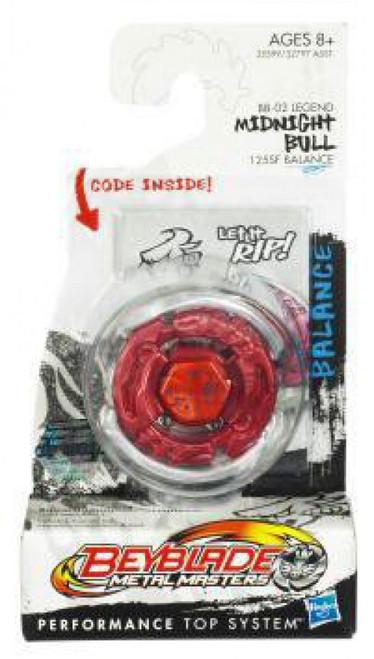 AGES 8+
BB-02 LEGEND
MIDNIGHT
BULL
125SF BALANCE
CODE INSIDE!
LET IT
RIP!
BALANCE
BEYBLADE
METAL MASTERS
Hasbro
PERFORMANCE TOP SYSTEM™